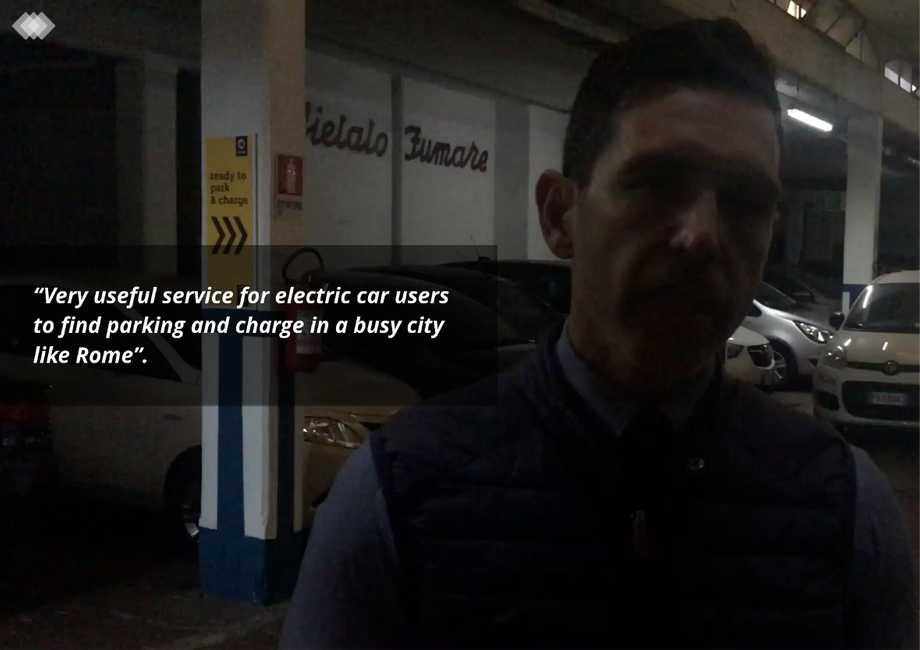 Vietato Fumare
ready to
park
& charge
“Very useful service for electric car users
to find parking and charge in a busy city
like Rome”.